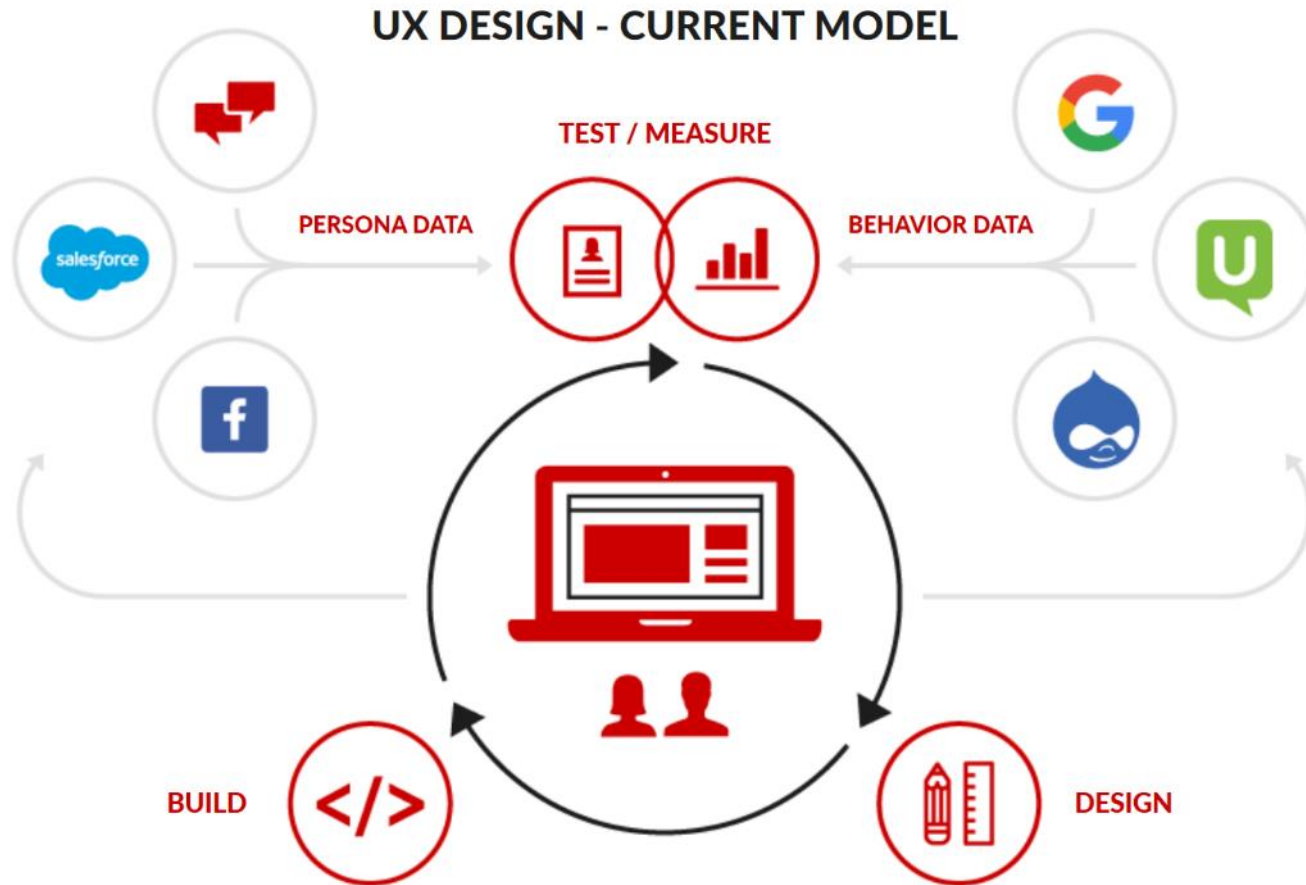 UX DESIGN - CURRENT MODEL
TEST / MEASURE
PERSONA DATA
BEHAVIOR DATA
salesforce
G
U
f
BUILD
</>
DESIGN